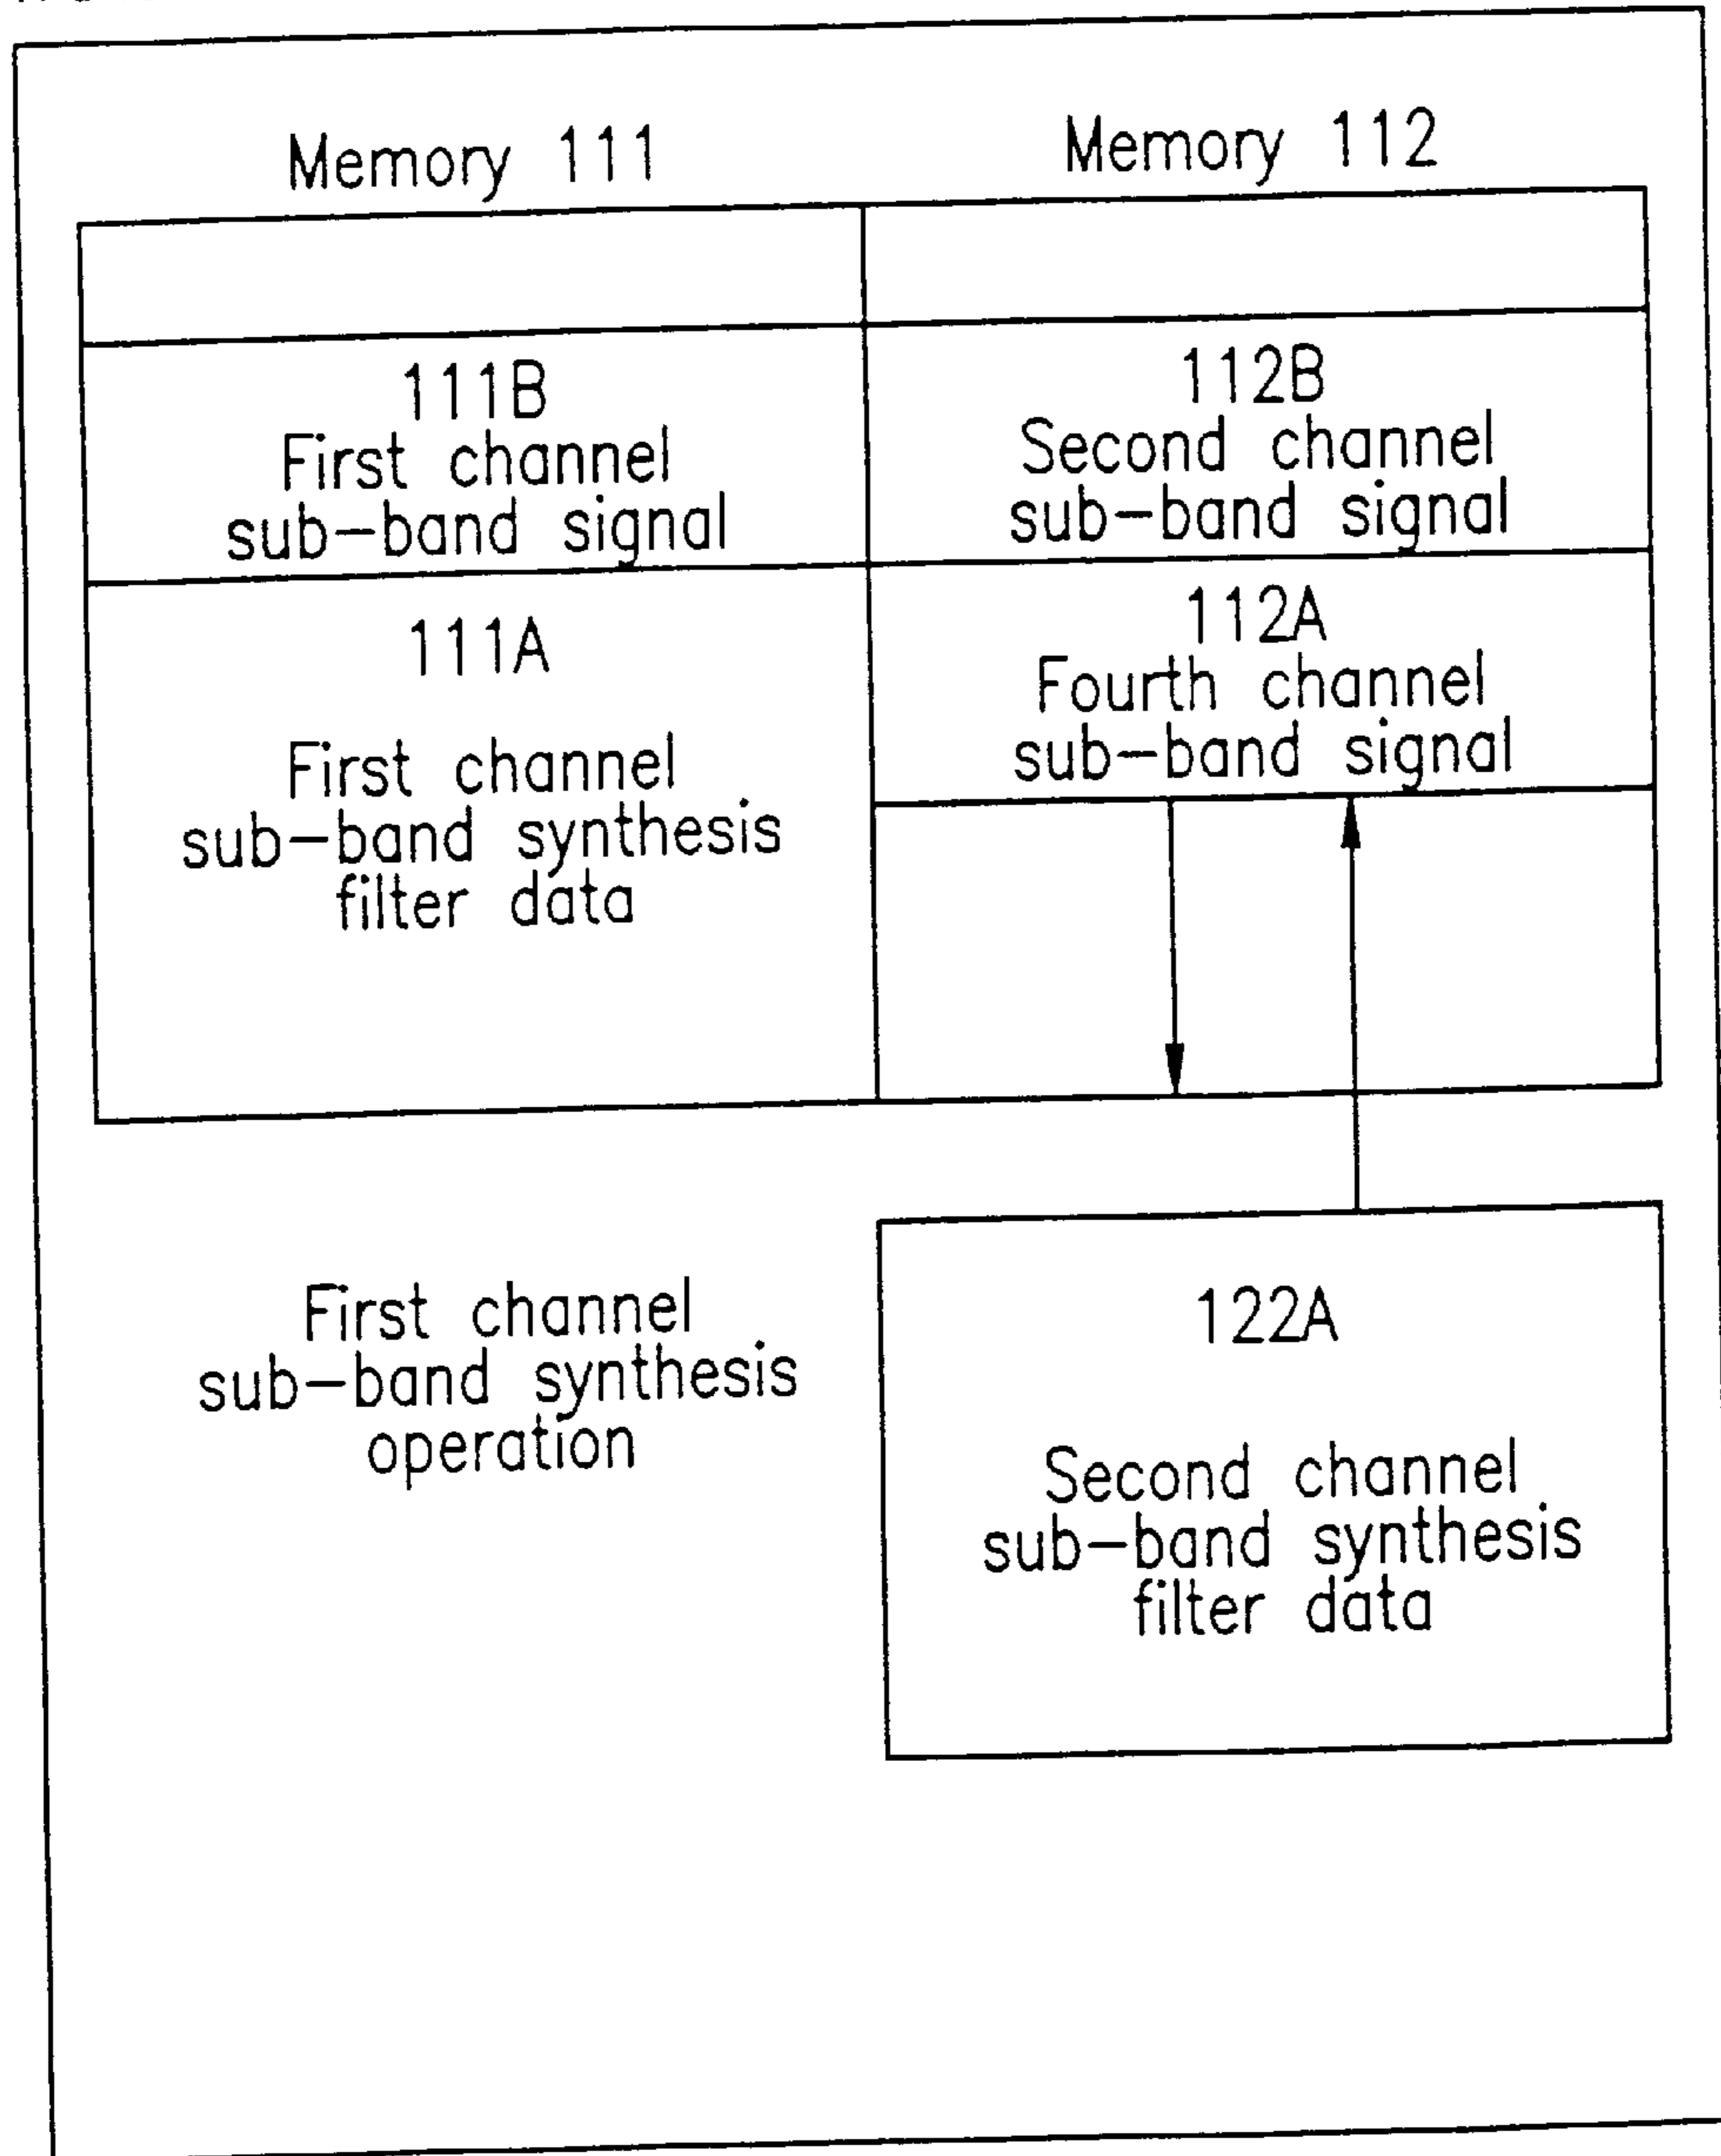 Memory 111
Memory 112
111B
First channel
sub-band signal
112B
Second channel
sub-band signal
111A
First channel
sub-band synthesis
filter data
112A
Fourth channel
sub-band signal
First channel
sub-band synthesis
operation
122A
Second channel
sub-band synthesis
filter data